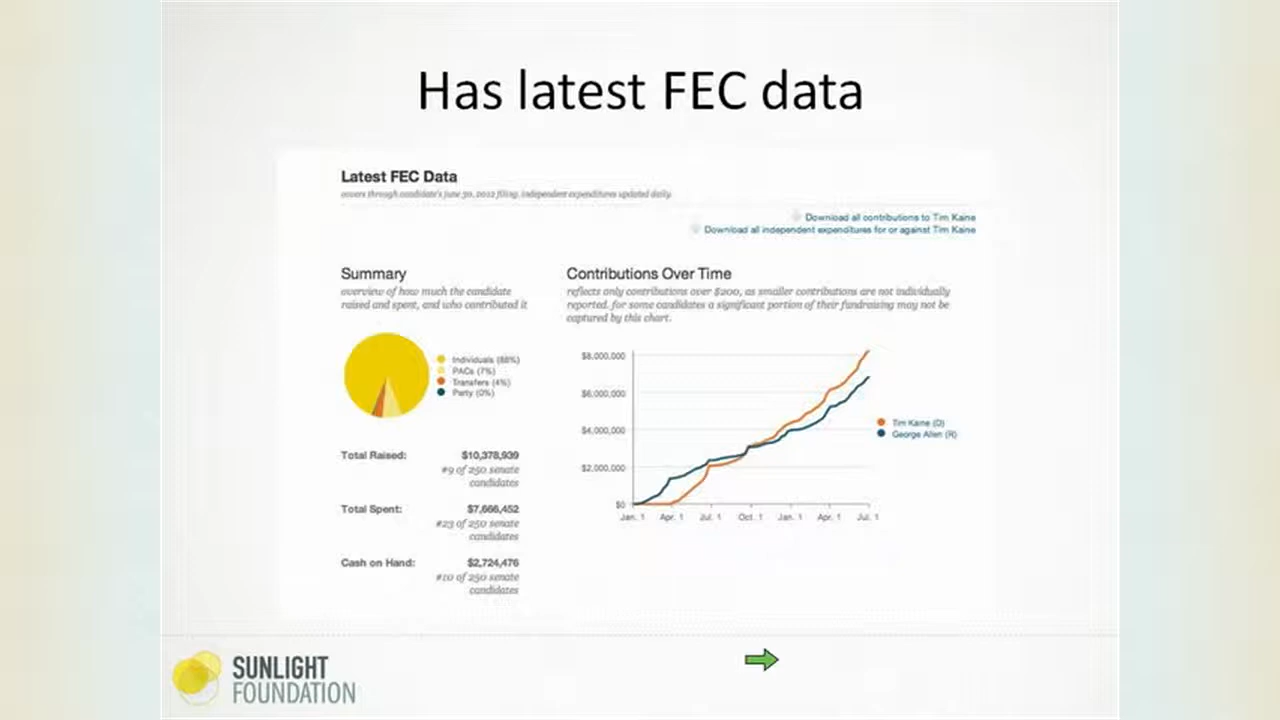 Has latest FEC data
Latest FEC Data
covers through candidate's June 30, 2012 filing. independent expenditures updated daily.
Download all contributions to Tim Kaine
Download all independent expenditures for or against Tim Kaine
Summary
overview of how much the candidate
raised and spent, and who contributed it
Individuals (88%)
PACs (7%)
Transfers (4%)
Party (0%)
Total Raised: $10,378,939
#9 of 250 senate
candidates
Total Spent: $7,666,452
#23 of 250 senate
candidates
Cash on Hand: $2,724,476
#10 of 250 senate
candidates
Contributions Over Time
reflects only contributions over $200, as smaller contributions are not individually
reported. for some candidates a significant portion of their fundraising may not be
captured by this chart.
$8,000,000
$6,000,000
$4,000,000
$2,000,000
$0
Jan. 1 Apr. 1 Jul. 1 Oct. 1 Jan. 1 Apr. 1 Jul. 1
Tim Kaine (D)
George Allen (R)
SUNLIGHT
FOUNDATION